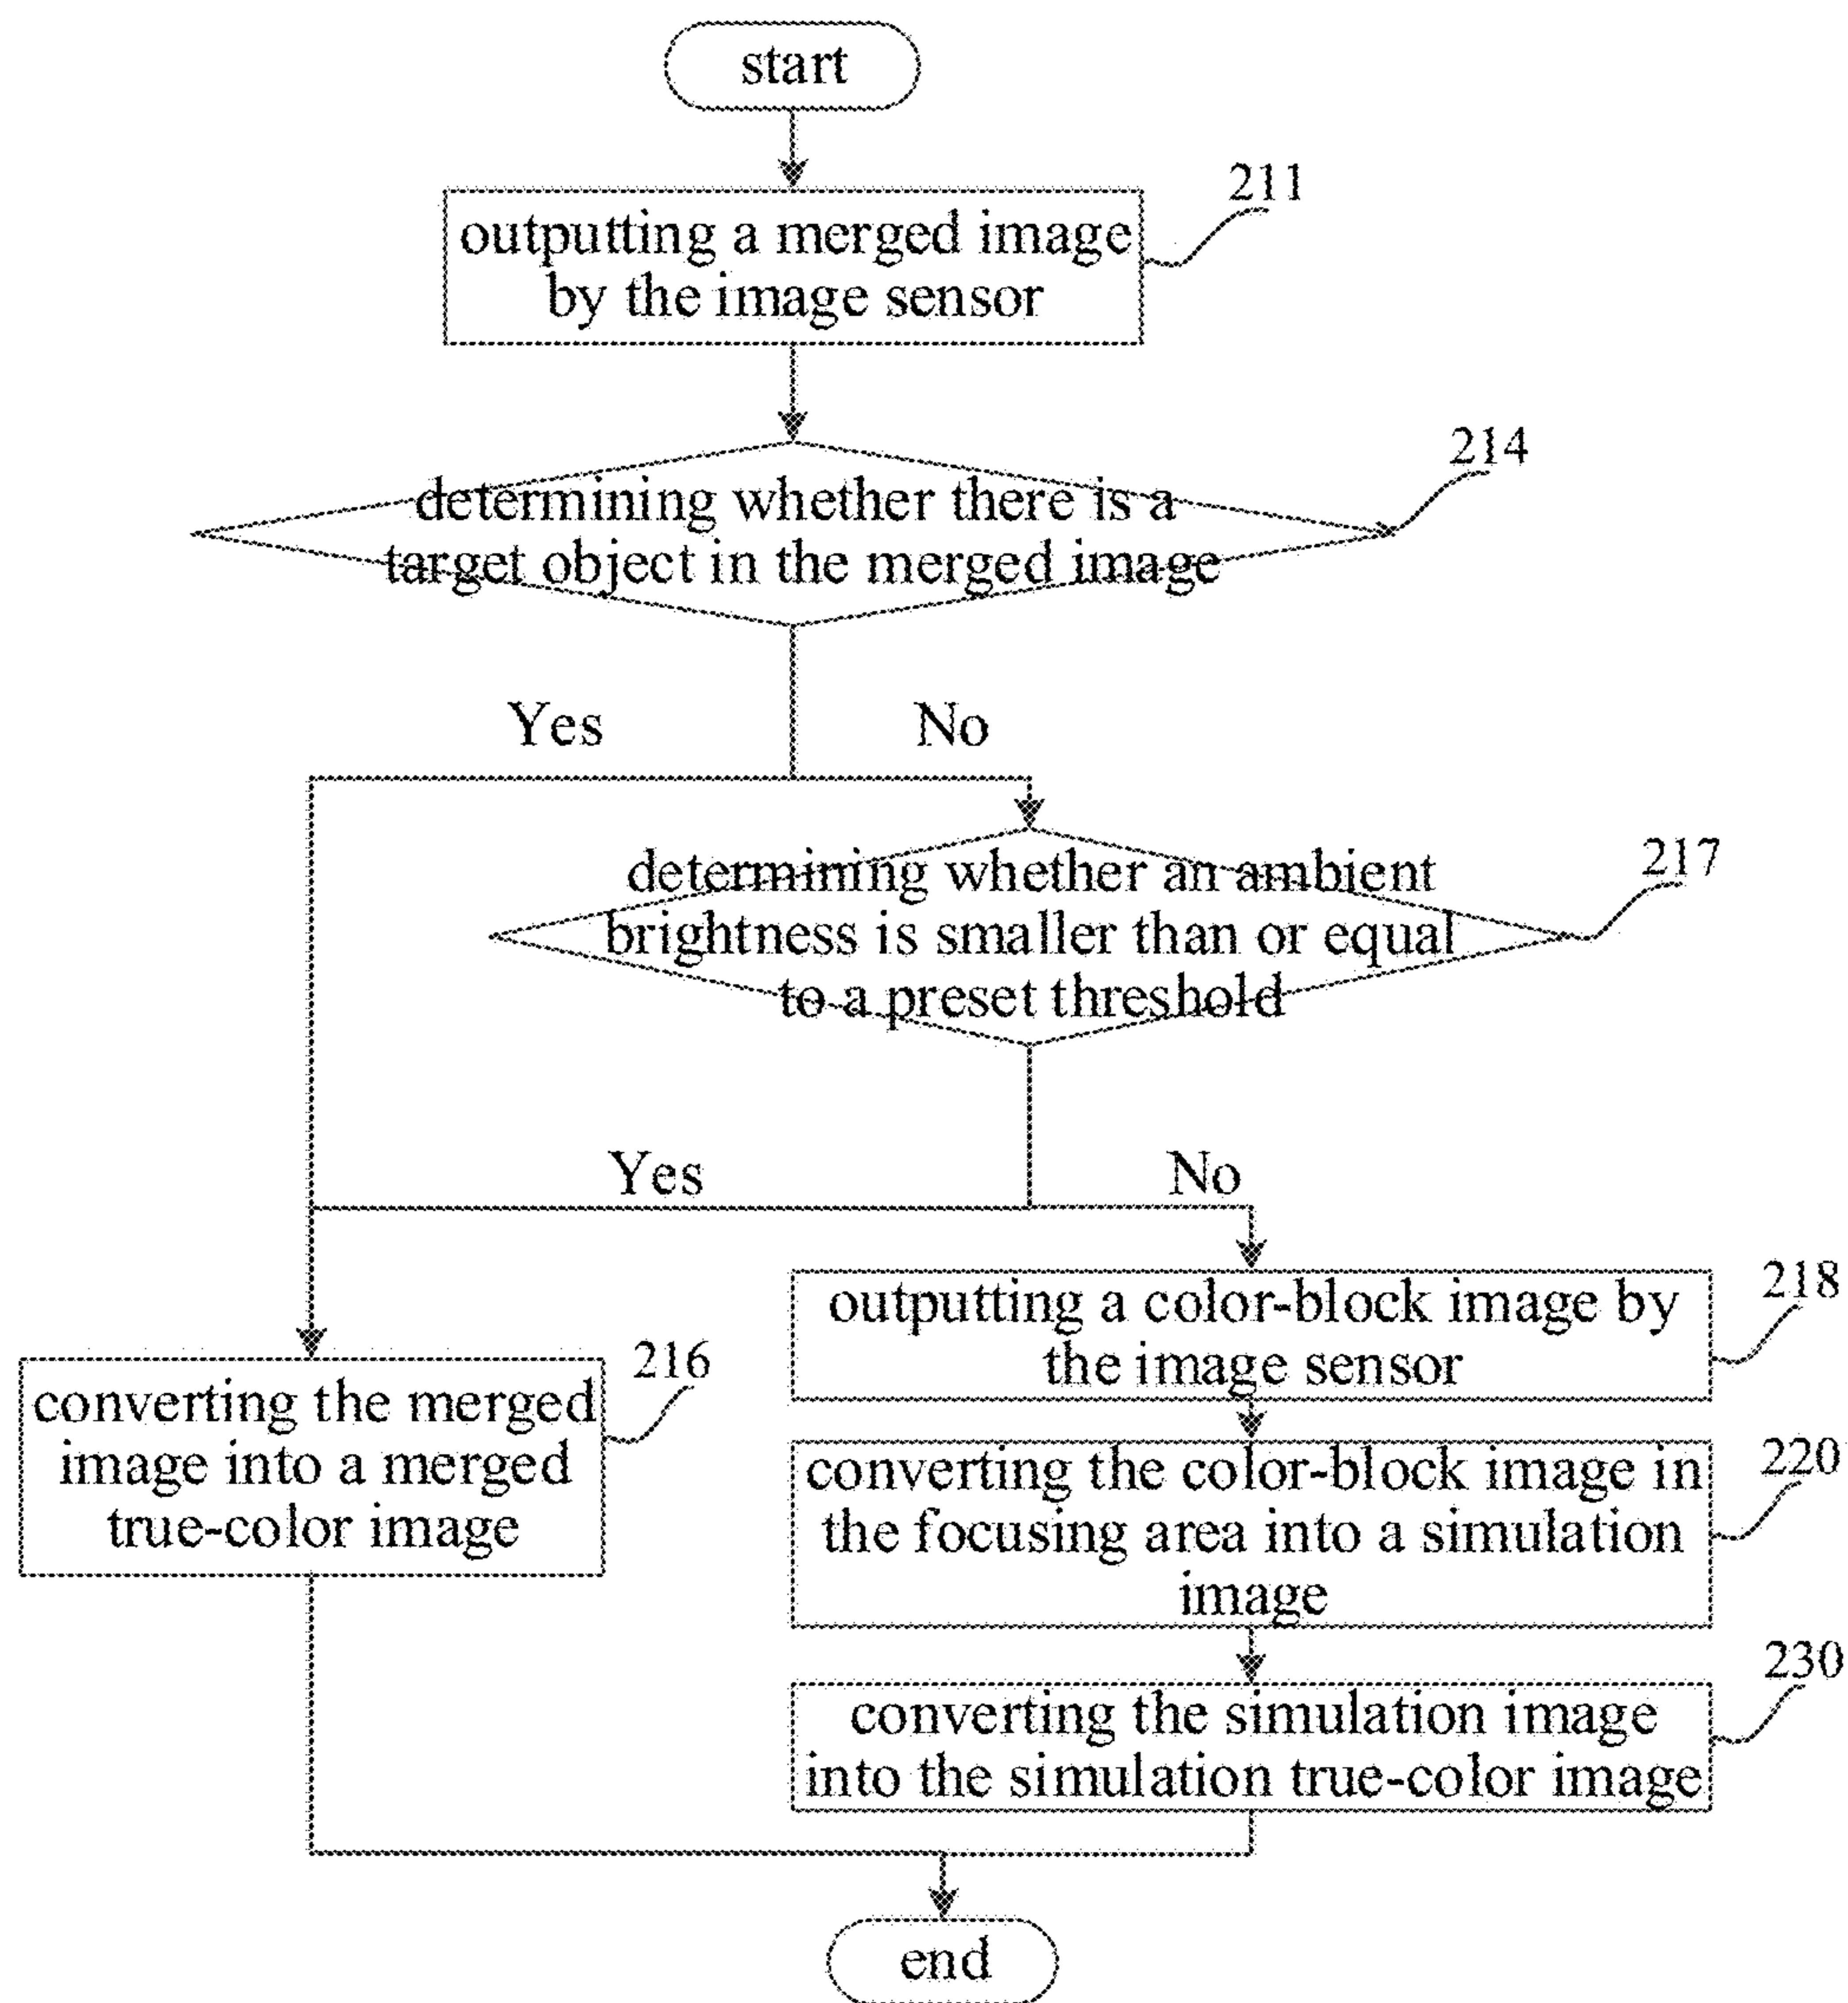 start
211
outputting a merged image
by the image sensor
214
determining whether there is a
target object in the merged image
Yes
No
217
determining whether an ambient
brightness is smaller than or equal
to a preset threshold
Yes
No
218
outputting a color-block image by
the image sensor
216
converting the merged
image into a merged
true-color image
220
converting the color-block image in
the focusing area into a simulation
image
230
converting the simulation image
into the simulation true-color image
end